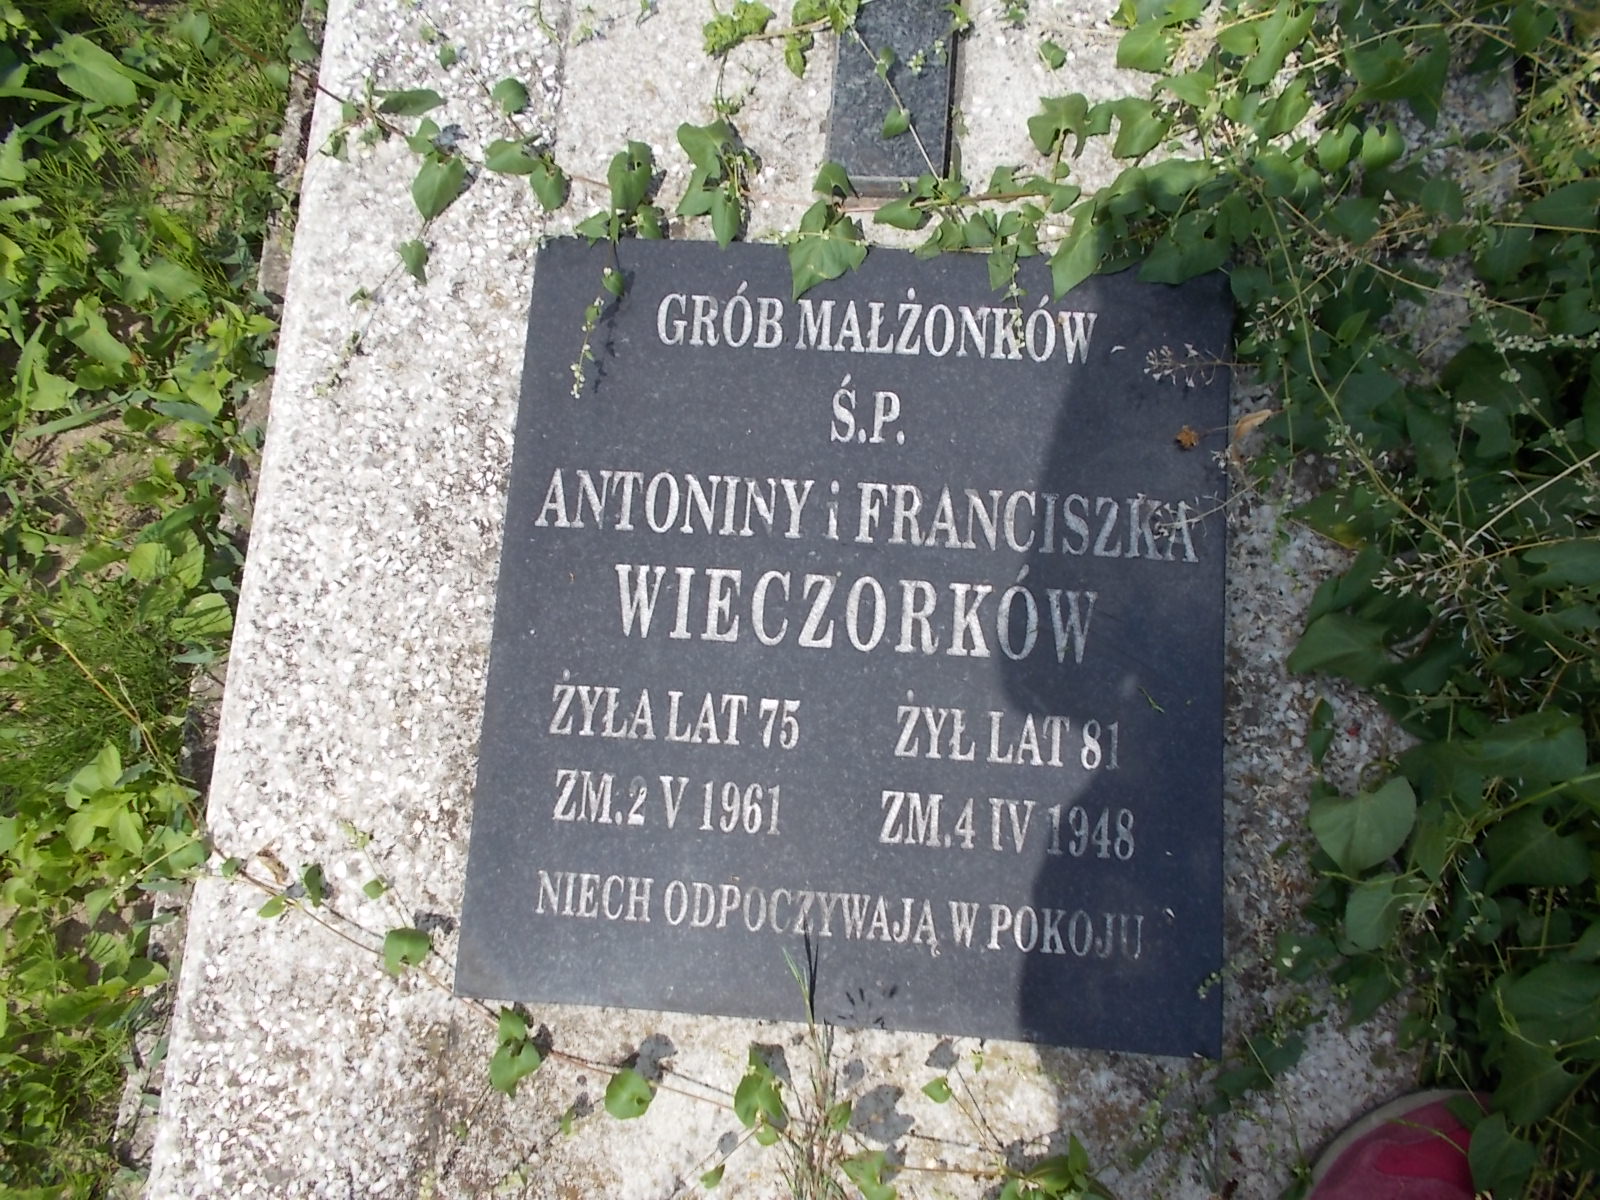 GRÓB MAŁŻONKÓW
Ś.P.
ANTONINY i FRANCISZKA
WIECZORKÓW
ŻYŁA LAT 75 ŻYŁ LAT 81
ZM. 2 V 1961 ZM. 4 IV 1948
NIECH ODPOCZYWAJĄ W POKOJU